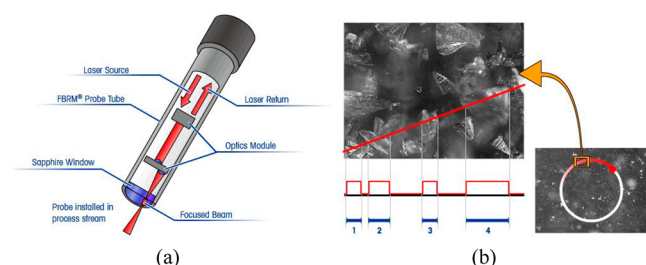 Laser Source
FBRM® Probe Tube
Laser Return
Optics Module
Sapphire Window
Probe installed in
process stream
Focused Beam
1 2 3 4
(a) (b)